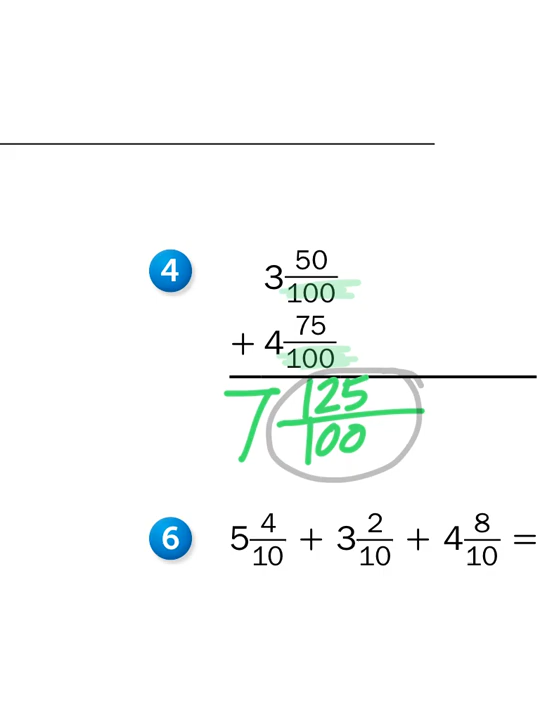 4
3 50/100
+ 4 75/100
7 125/100
6
5 4/10 + 3 2/10 + 4 8/10 =